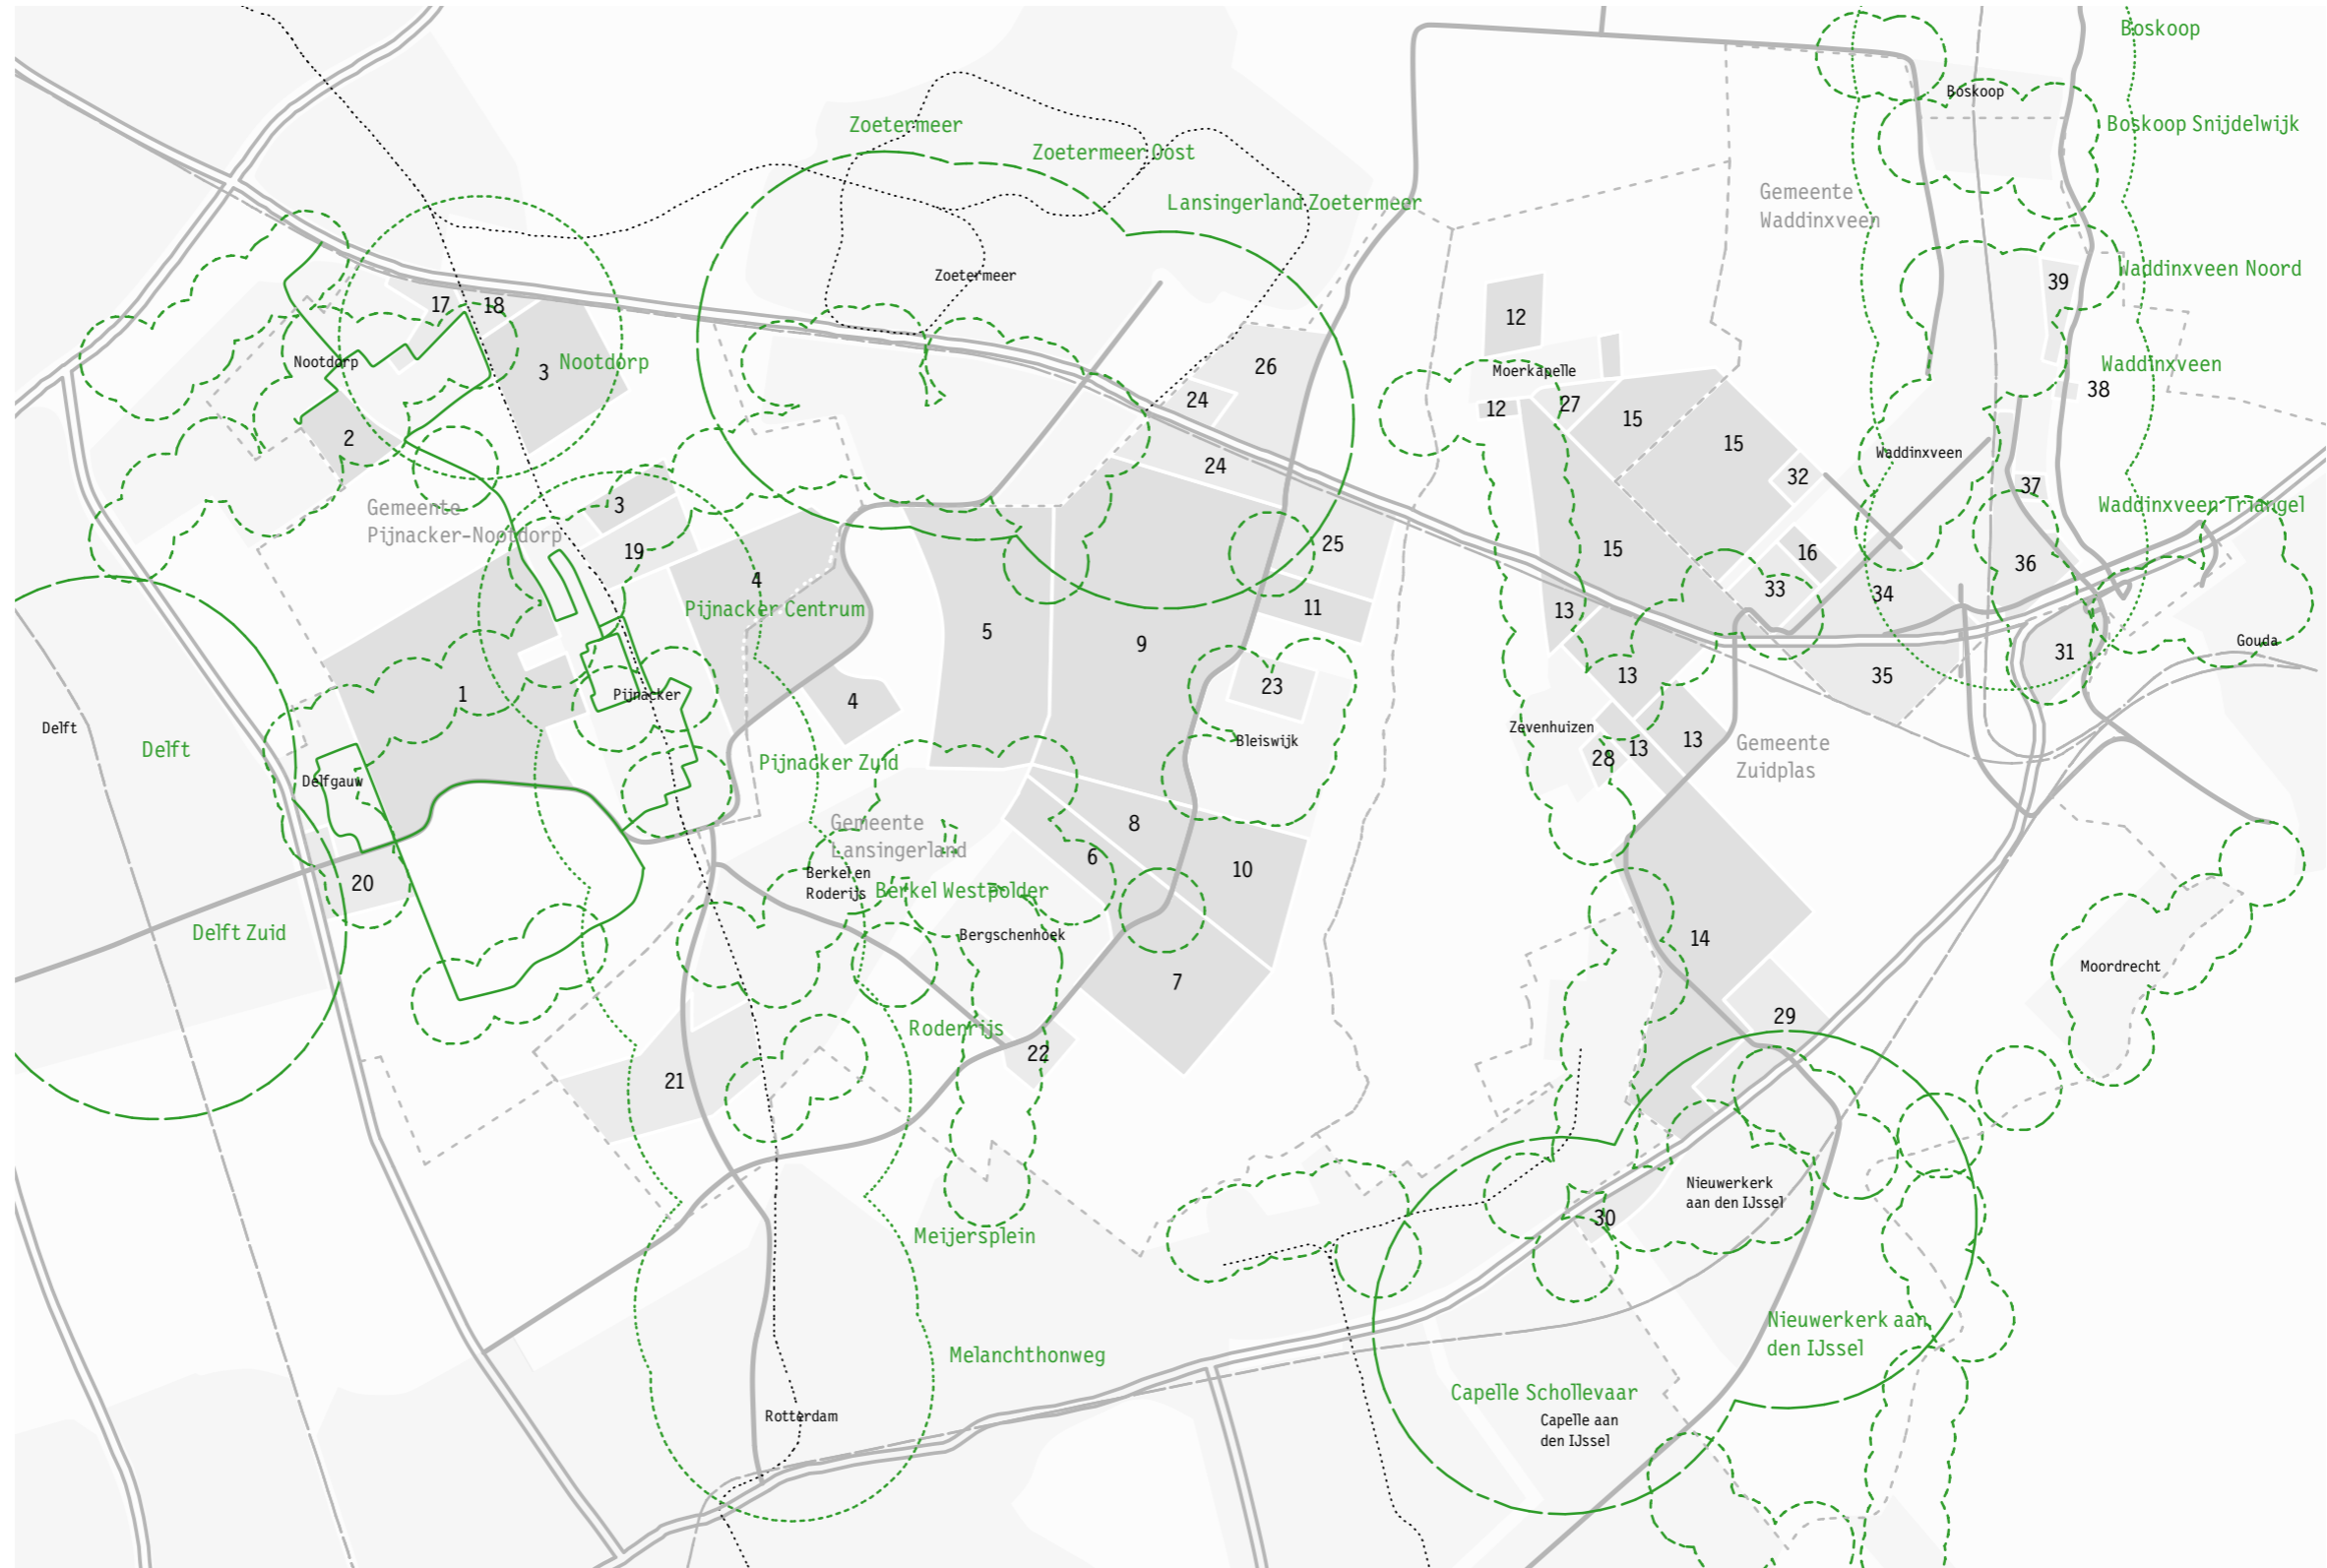 Boskoop
Boskoop
Zoetermeer
Boskoop Snijdelwijk
Zoetermeer Oost
Gemeente
Waddinxveen
Lansingerland Zoetermeer
Zoetermeer
Waddinxveen Noord
39
17
18
12
Nootdorp
3
Nootdorp
26
Moerkapelle
Waddinxveen
38
24
12
27
15
2
15
Waddinxveen
24
32
37
Gemeente
Pijnacker-Nootdorp
3
Waddinxveen Triangel
19
25
15
16
36
4
33
34
Pijnacker Centrum
11
13
5
9
31
Gouda
1
Pijnacker
4
23
13
35
Delft
Delft
Zevenhuizen
Bleiswijk
13
13
Gemeente
Zuidplas
28
Pijnacker Zuid
Delfgauw
Gemeente
Lansingerland
8
6
10
Berkel en
Roderijs
Berkel Westpolder
20
Delft Zuid
Bergschenhoek
14
Moordrecht
7
29
Rodenrijs
22
21
Nieuwerkerk
aan den IJssel
30
Meijersplein
Nieuwerkerk aan
den IJssel
Melanchthonweg
Capelle Schollevaar
Capelle aan
den IJssel
Rotterdam